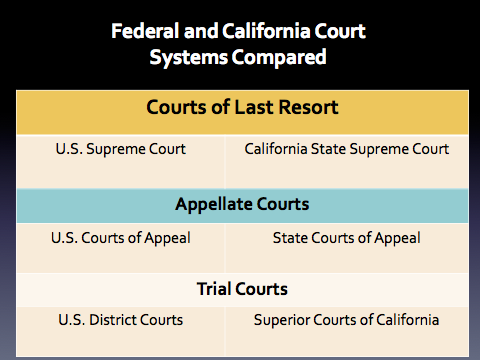 Federal and California Court
Systems Compared
Courts of Last Resort
U.S. Supreme Court
California State Supreme Court
Appellate Courts
U.S. Courts of Appeal
State Courts of Appeal
Trial Courts
U.S. District Courts
Superior Courts of California